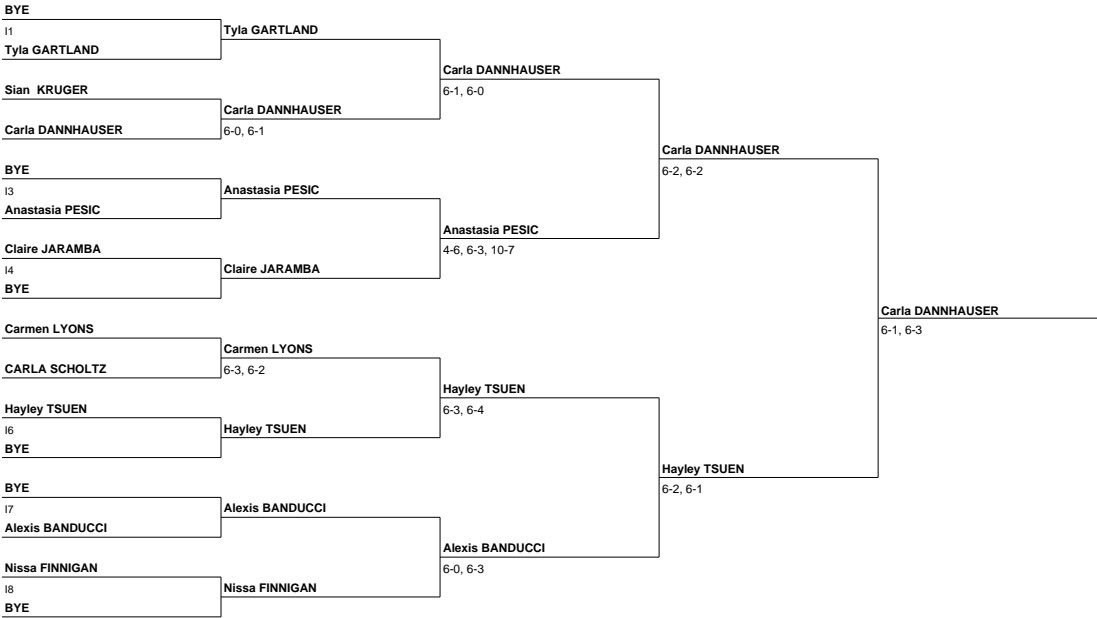 BYE
I1
Tyla GARTLAND
Sian KRUGER
Carla DANNHAUSER
BYE
I3
Anastasia PESIC
Claire JARAMBA
I4
BYE
Carmen LYONS
CARLA SCHOLTZ
Hayley TSUEN
I6
BYE
BYE
I7
Alexis BANDUCCI
Nissa FINNIGAN
I8
BYE
Tyla GARTLAND
Carla DANNHAUSER
6-0, 6-1
Anastasia PESIC
Claire JARAMBA
Carmen LYONS
6-3, 6-2
Hayley TSUEN
Alexis BANDUCCI
Nissa FINNIGAN
Carla DANNHAUSER
6-1, 6-0
Anastasia PESIC
4-6, 6-3, 10-7
Hayley TSUEN
6-3, 6-4
Alexis BANDUCCI
6-0, 6-3
Carla DANNHAUSER
6-2, 6-2
Hayley TSUEN
6-2, 6-1
Carla DANNHAUSER
6-1, 6-3